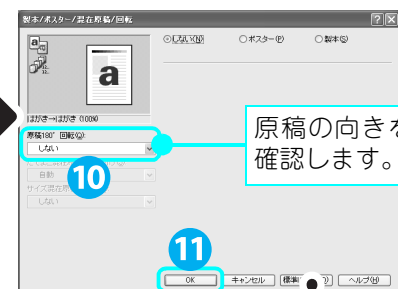 製本/ポスター/混在原稿/回転
しない(N)
ポスター(P)
製本(S)
a
はがき→はがき (100%)
原稿180° 回転(Q):
しない
原稿の向きを
確認します。
10
自動
サイズ混在原
しない
11
OK
キャンセル
ヘルプ(H)